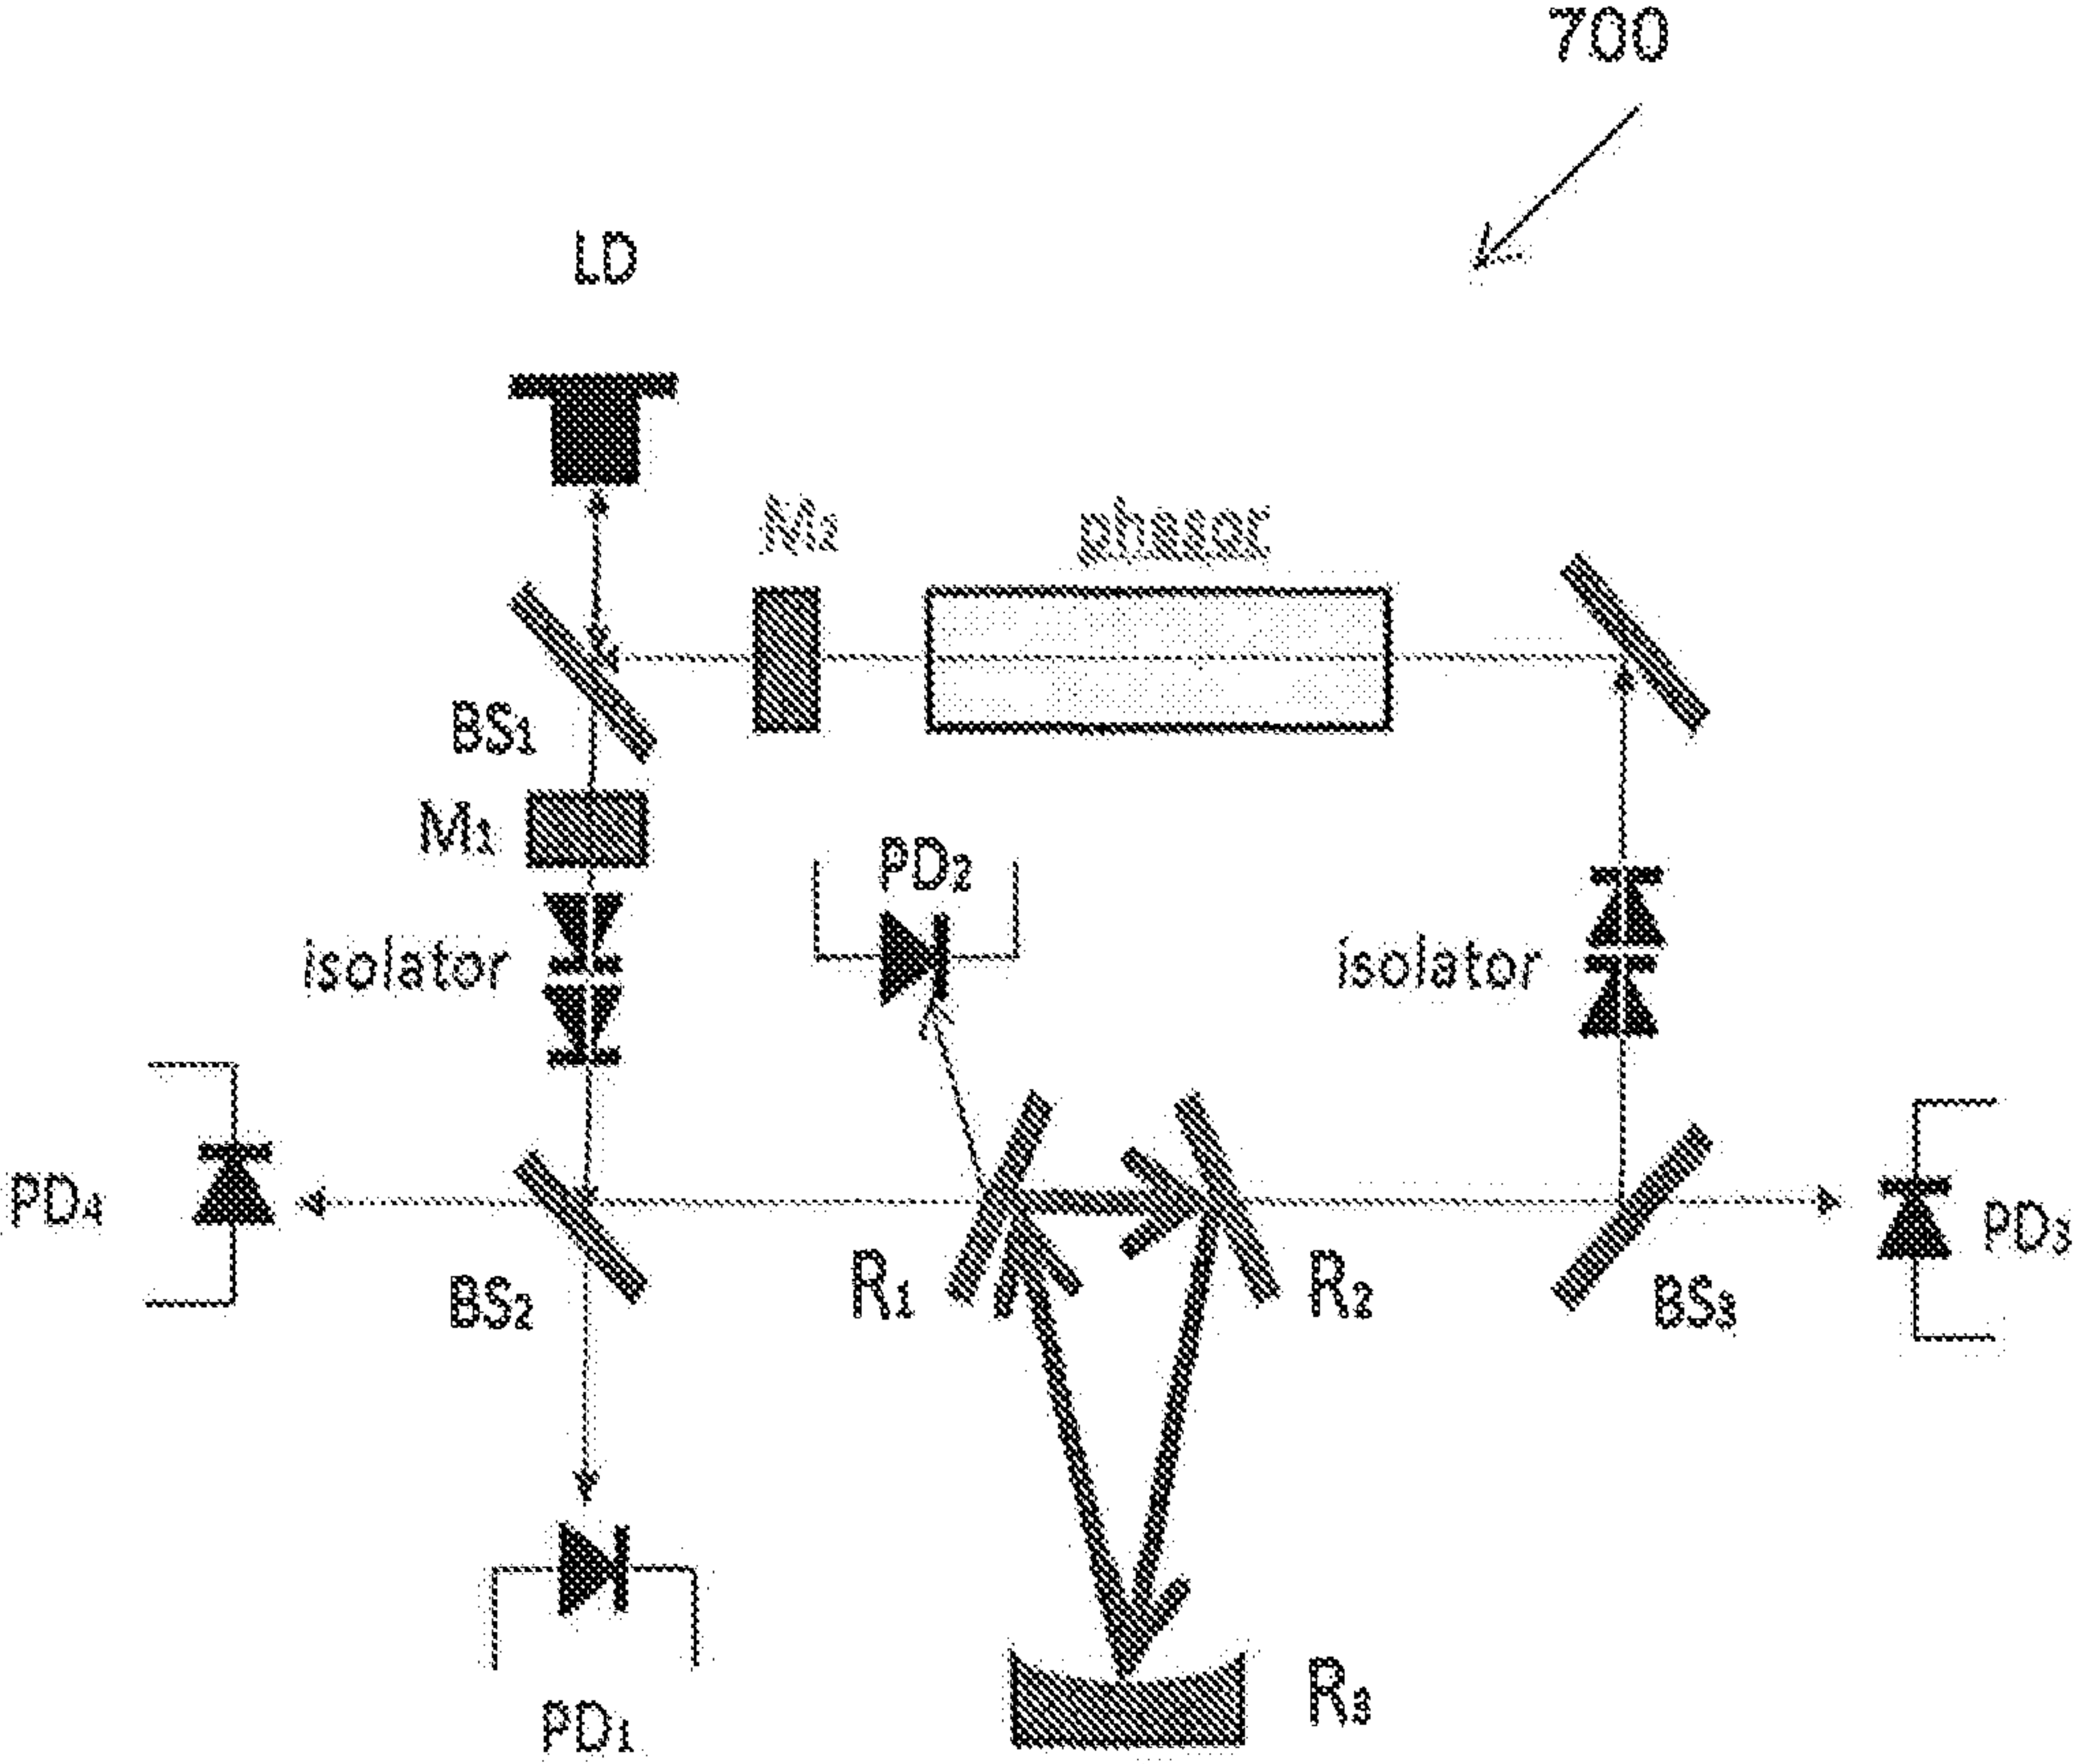 700
LD
M₂
phasor
BS₁
M₁
PD₂
isolator
isolator
PD₄
PD₃
R₁
R₂
BS₂
BS₃
R₃
PD₁